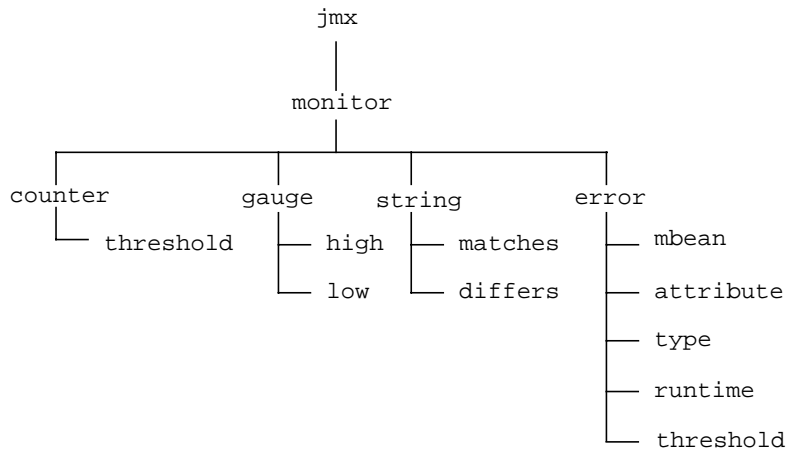 jmx
monitor
counter gauge string error
threshold high matches mbean
low differs attribute
type
runtime
threshold